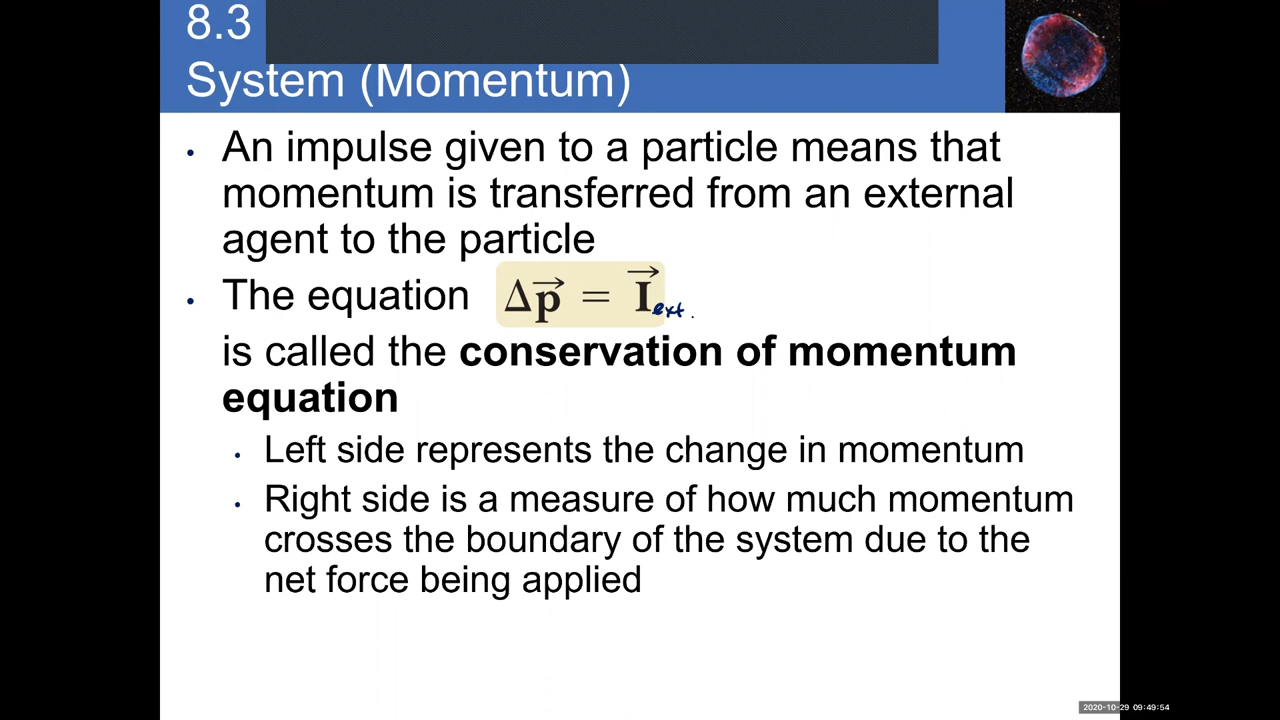 8.3
System (Momentum)
• An impulse given to a particle means that
momentum is transferred from an external
agent to the particle
• The equation Δp⃗ = I⃗ext.
is called the conservation of momentum
equation
• Left side represents the change in momentum
• Right side is a measure of how much momentum
crosses the boundary of the system due to the
net force being applied
2020-10-29 09:49:54